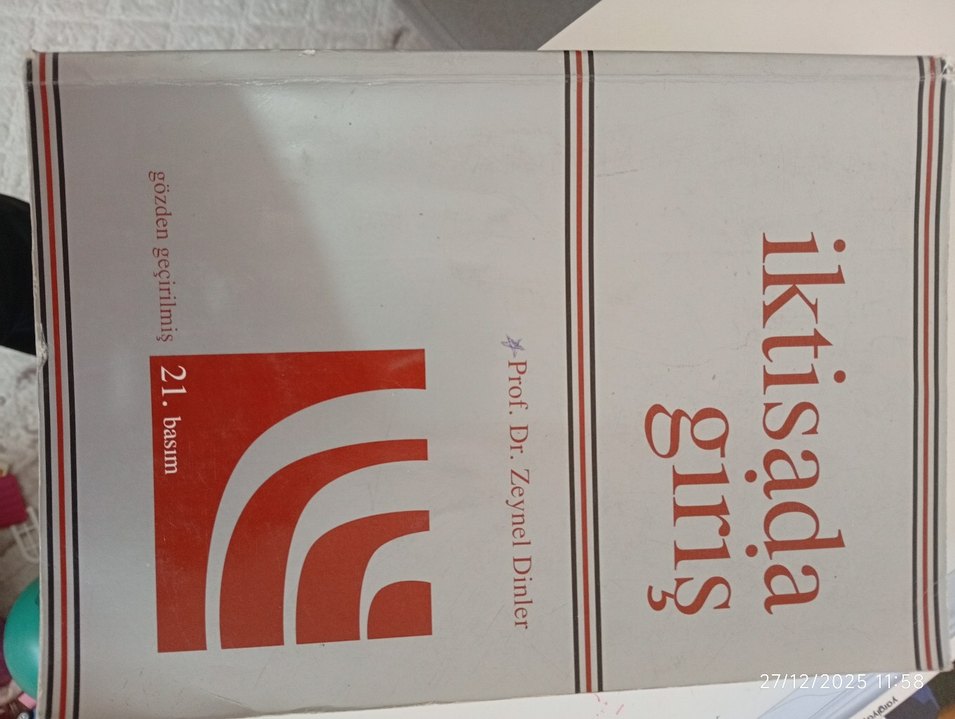 iktisada
giriş
Prof. Dr. Zeynel Dinler
gözden geçirilmiş 21. basım
27/12/2025 11:58